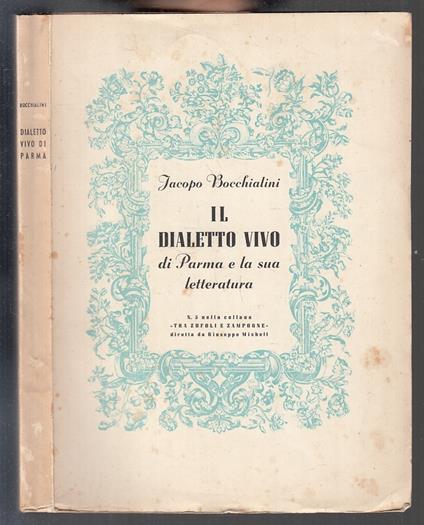 BOCCHIALINI
DIALETTO
VIVO DI
PARMA
Jacopo Bocchialini
IL
DIALETTO VIVO
di Parma e la sua
letteratura
N. 5 nella collana
«TRA ZUFOLI E ZAMPOGNE»
diretta da Giuseppe Micheli